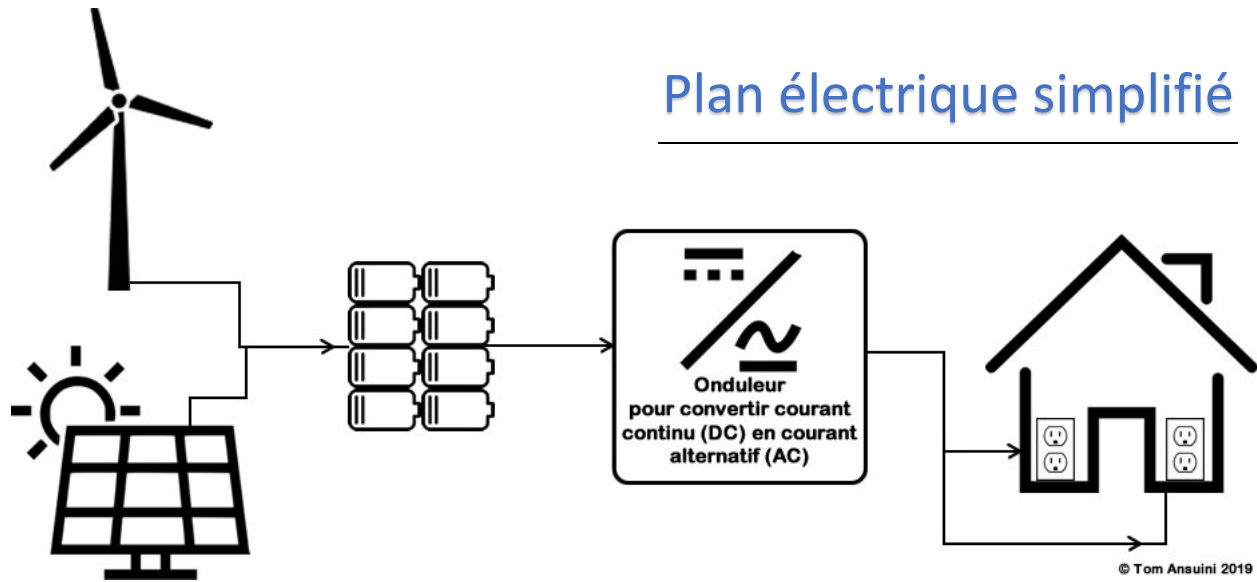 Plan électrique simplifié
Onduleur
pour convertir courant
continu (DC) en courant
alternatif (AC)
© Tom Ansuini 2019